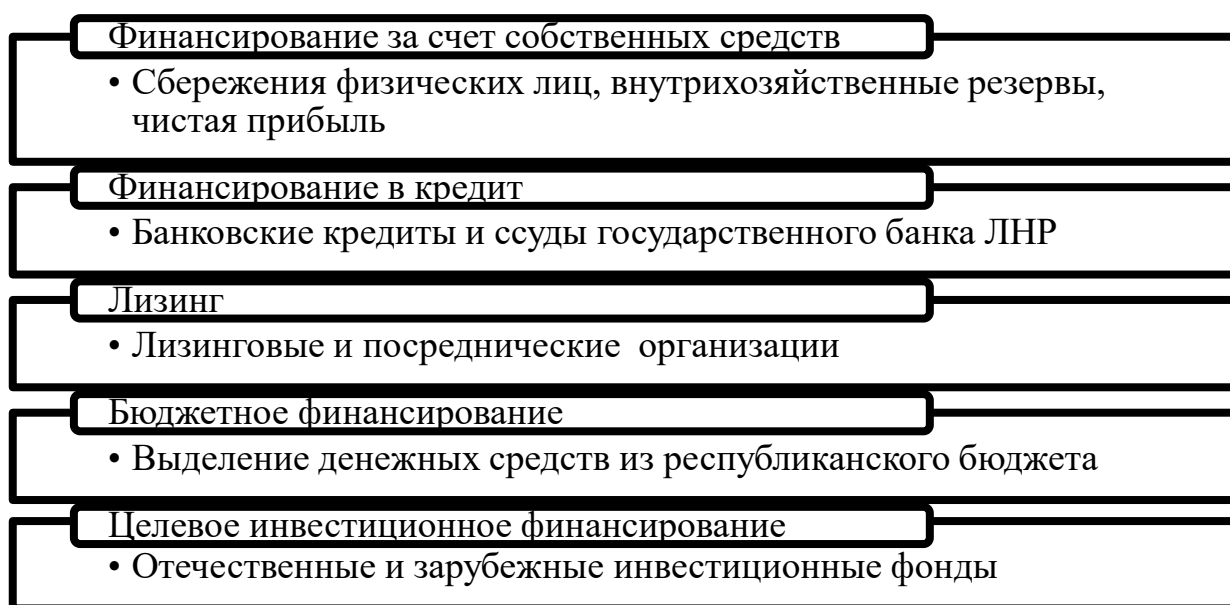 Финансирование за счет собственных средств
• Сбережения физических лиц, внутрихозяйственные резервы,
чистая прибыль
Финансирование в кредит
• Банковские кредиты и ссуды государственного банка ЛНР
Лизинг
• Лизинговые и посреднические организации
Бюджетное финансирование
• Выделение денежных средств из республиканского бюджета
Целевое инвестиционное финансирование
• Отечественные и зарубежные инвестиционные фонды